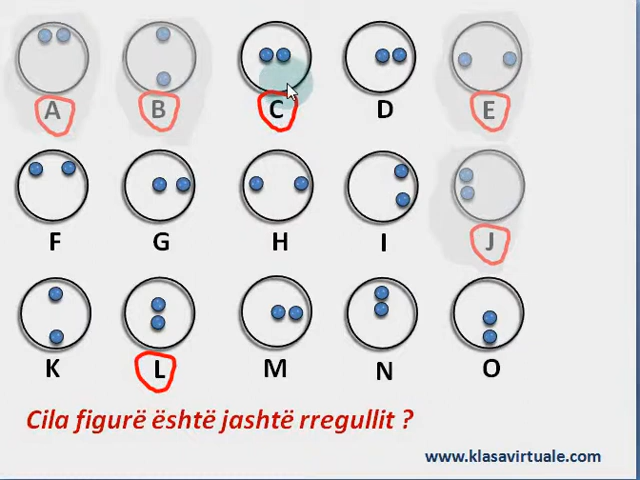 A B C D E
F G H I J
K L M N O
Cila figurë është jashtë rregullit ?
www.klasavirtuale.com